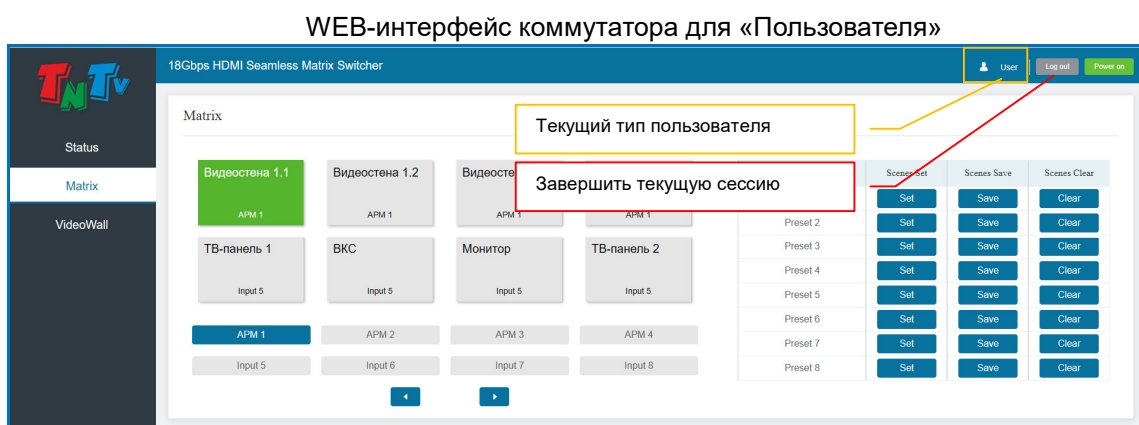 WEB-интерфейс коммутатора для «Пользователя»
TNTv
18Gbps HDMI Seamless Matrix Switcher
User
Log out
Power on
Status
Matrix
VideoWall
Matrix
Текущий тип пользователя
Завершить текущую сессию
Видеостена 1.1
АРМ 1
Видеостена 1.2
АРМ 1
АРМ 1
АРМ 1
ТВ-панель 1
Input 5
ВКС
Input 5
Монитор
Input 5
ТВ-панель 2
Input 5
АРМ 1 АРМ 2 АРМ 3 АРМ 4
Input 5 Input 6 Input 7 Input 8
Scenes Set Scenes Save Scenes Clear
Set Save Clear
Preset 2 Set Save Clear
Preset 3 Set Save Clear
Preset 4 Set Save Clear
Preset 5 Set Save Clear
Preset 6 Set Save Clear
Preset 7 Set Save Clear
Preset 8 Set Save Clear